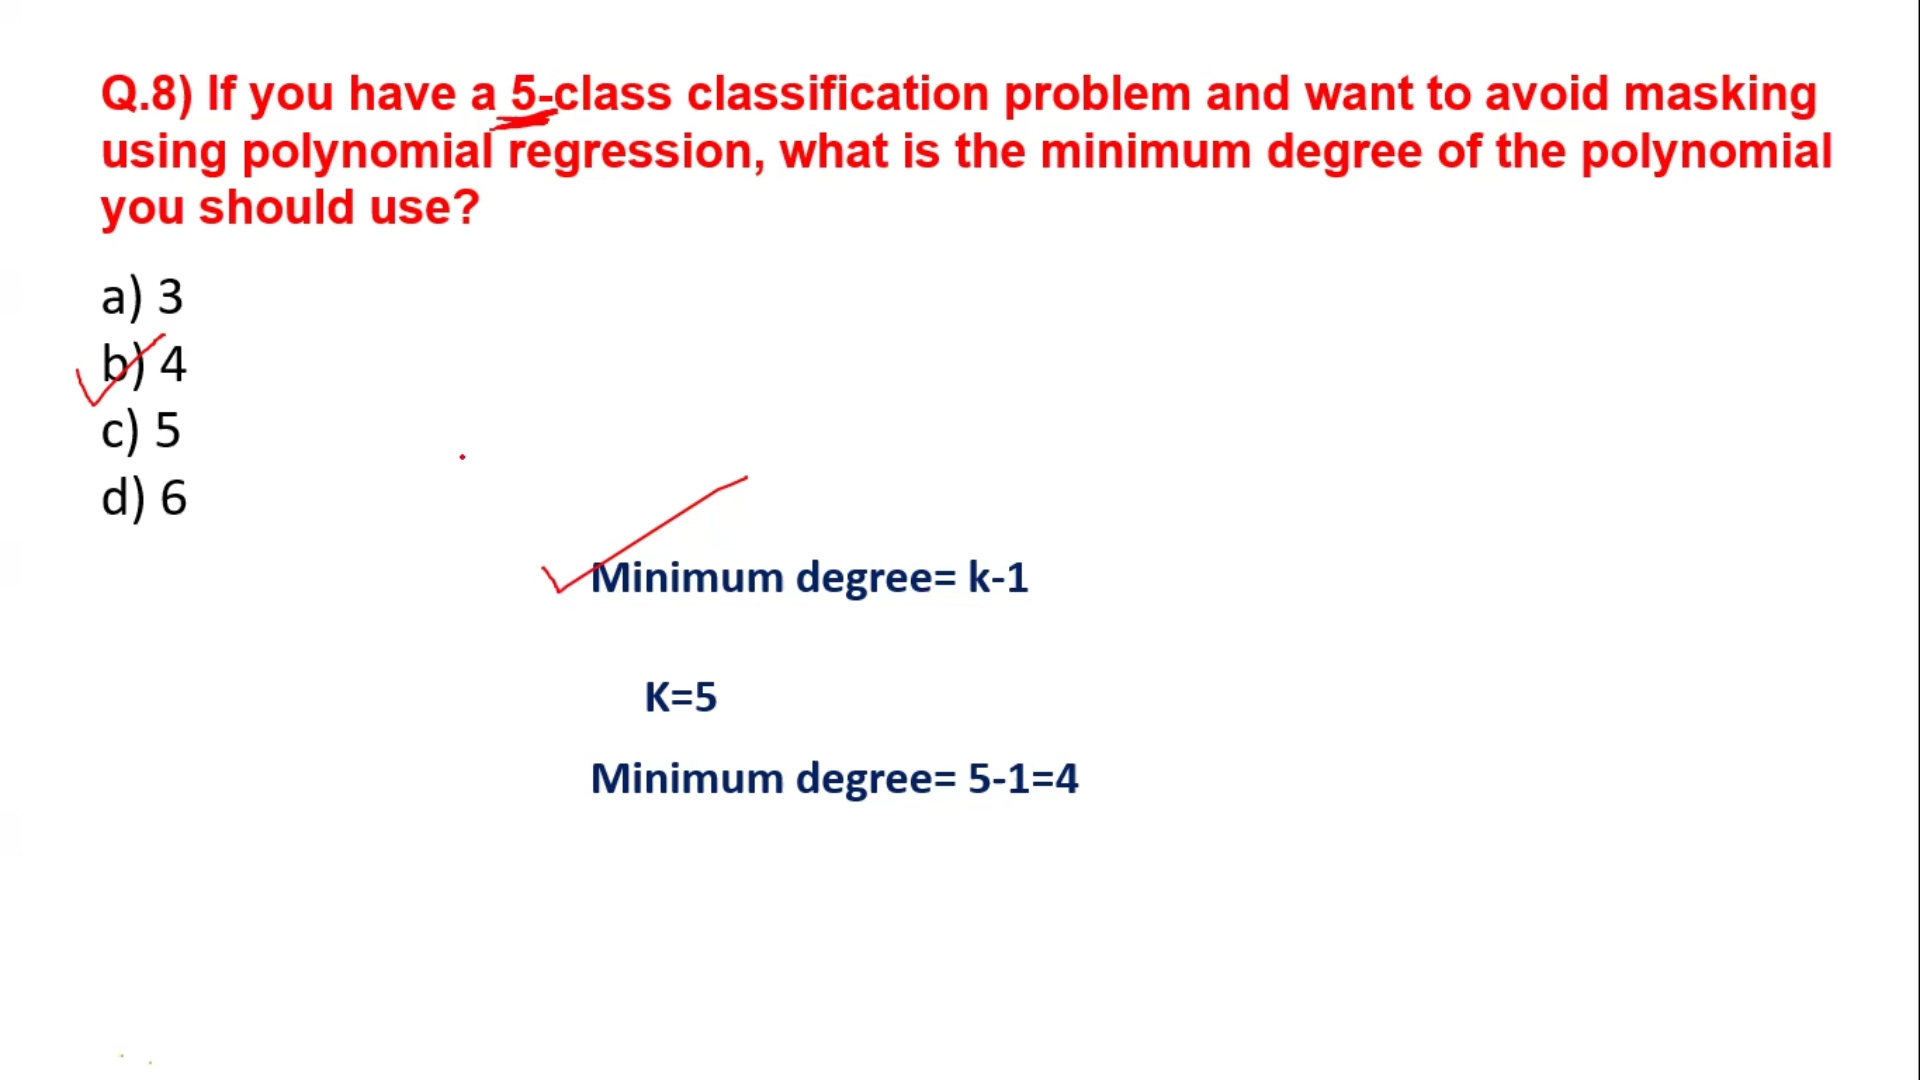 Q.8) If you have a 5-class classification problem and want to avoid masking
using polynomial regression, what is the minimum degree of the polynomial
you should use?
a) 3
b) 4
c) 5
d) 6
Minimum degree= k-1
K=5
Minimum degree= 5-1=4